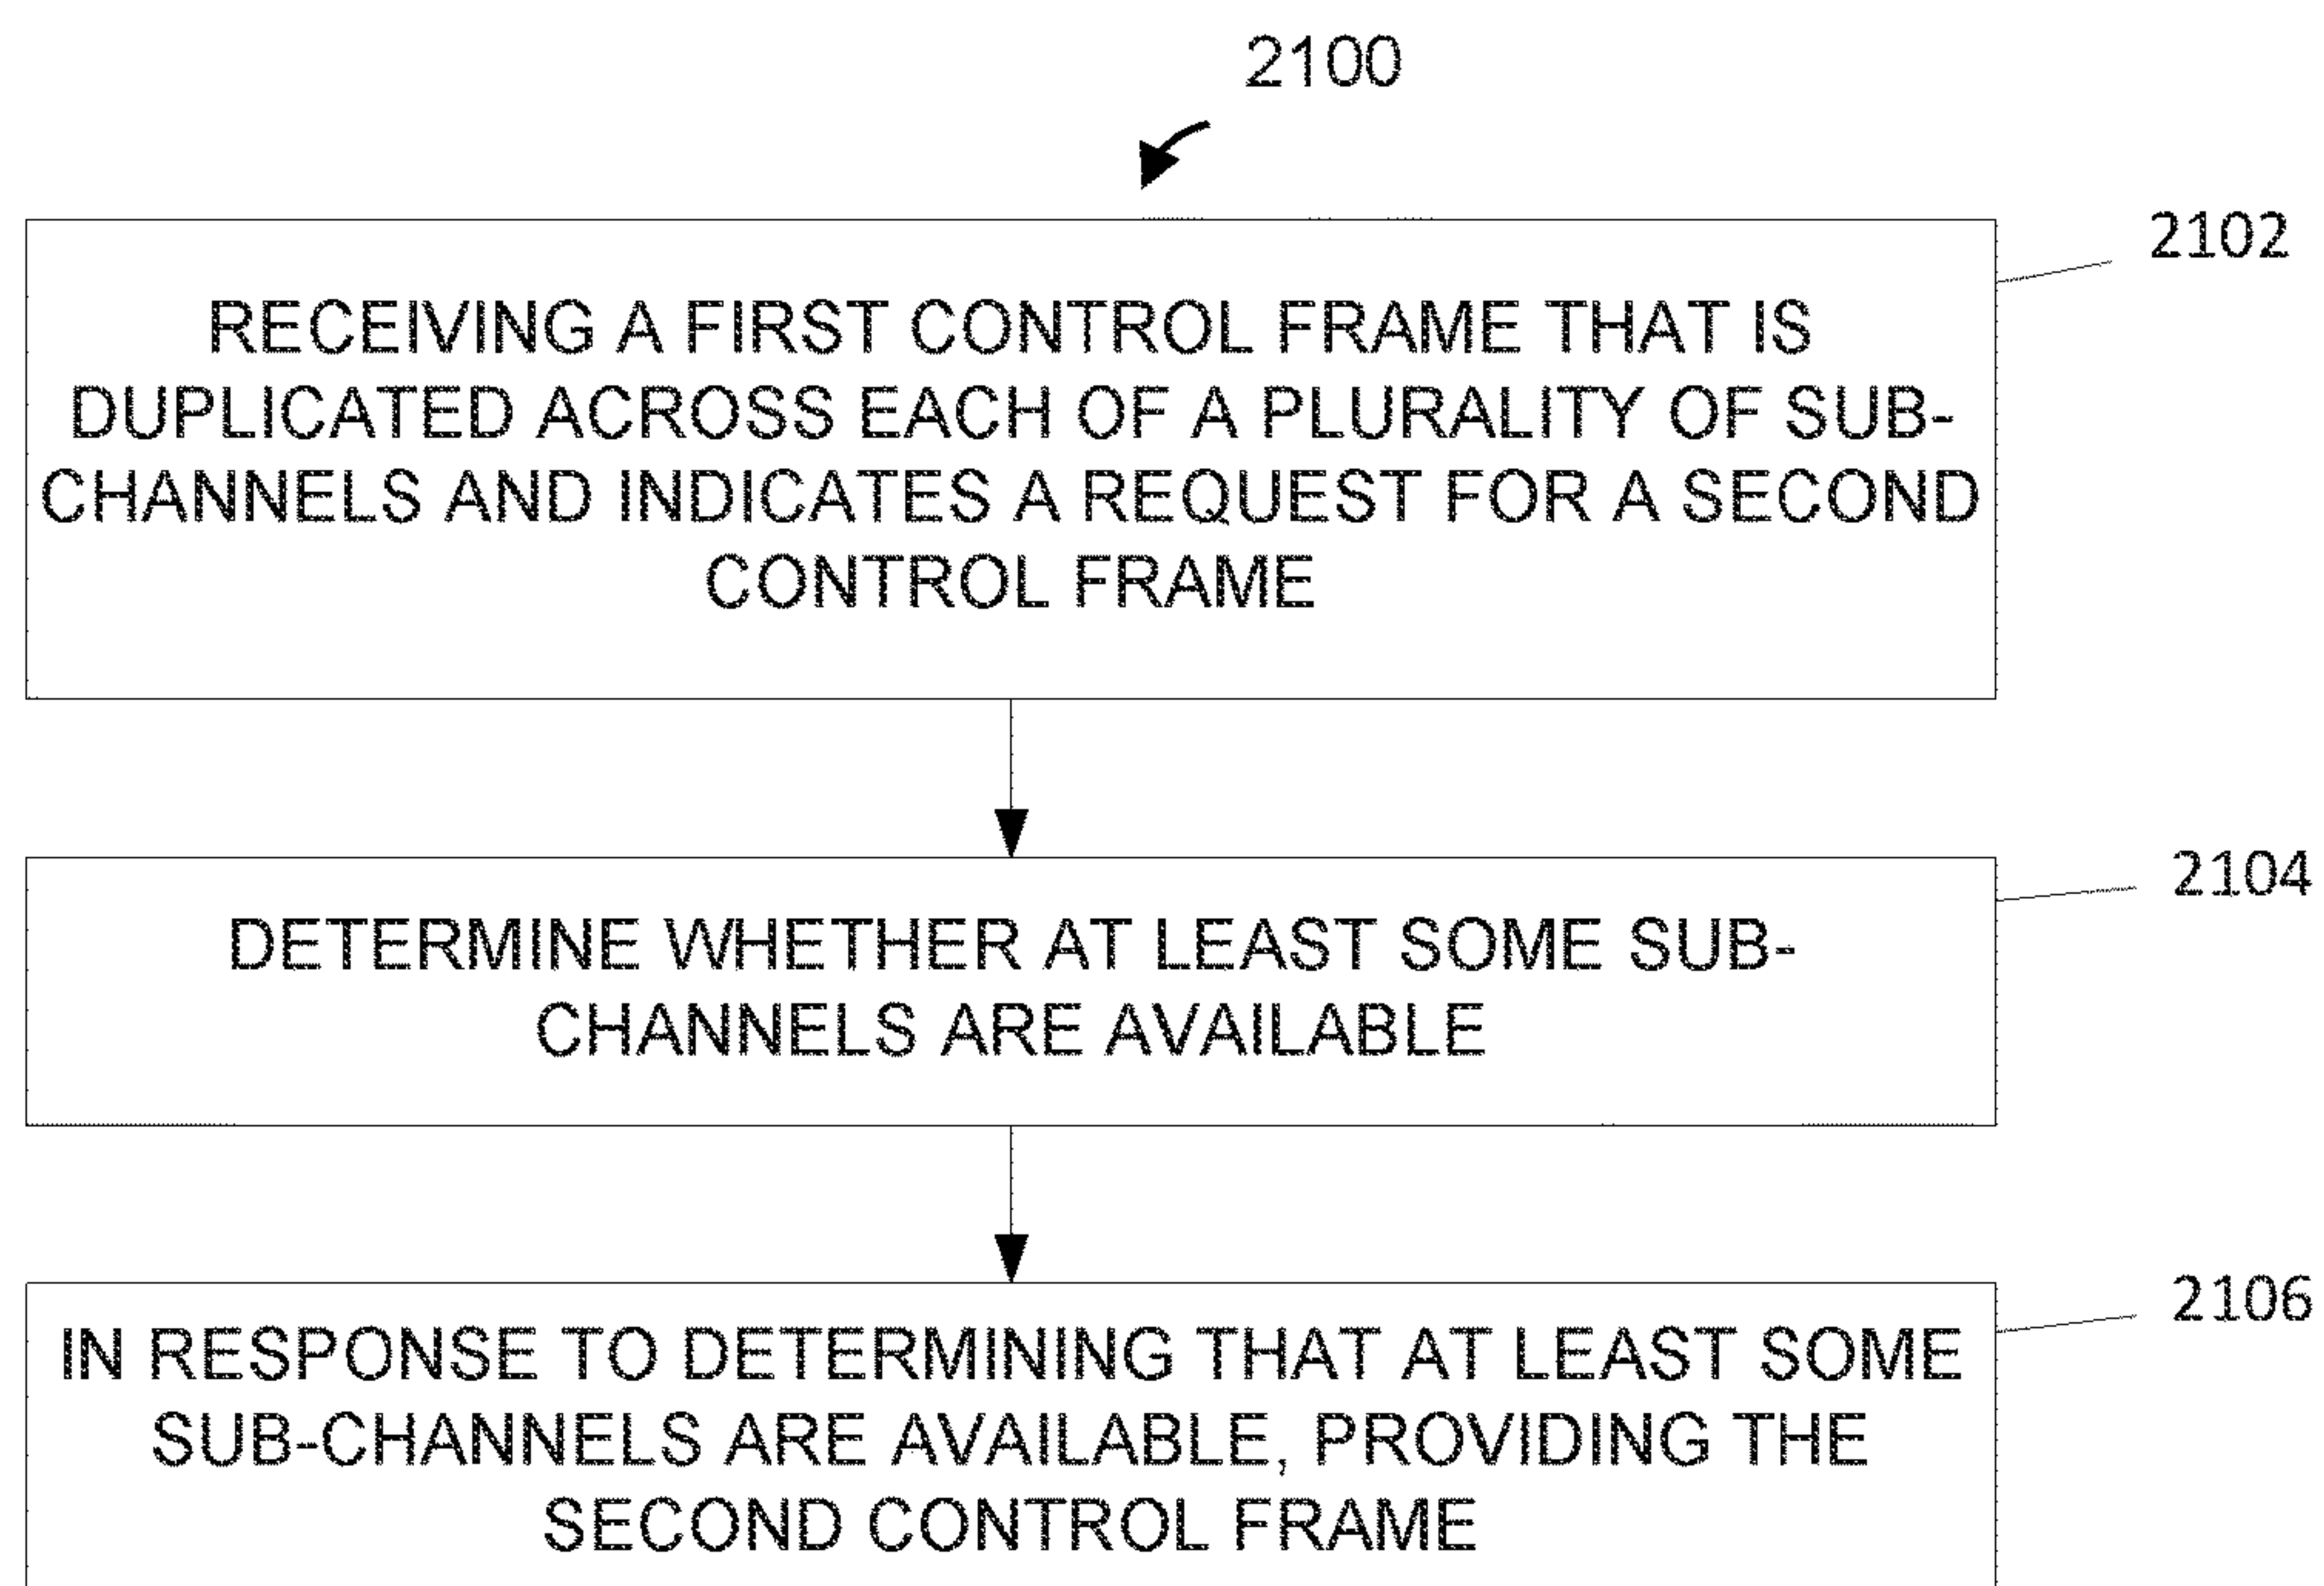 2100
2102
RECEIVING A FIRST CONTROL FRAME THAT IS
DUPLICATED ACROSS EACH OF A PLURALITY OF SUB-
CHANNELS AND INDICATES A REQUEST FOR A SECOND
CONTROL FRAME
2104
DETERMINE WHETHER AT LEAST SOME SUB-
CHANNELS ARE AVAILABLE
2106
IN RESPONSE TO DETERMINING THAT AT LEAST SOME
SUB-CHANNELS ARE AVAILABLE, PROVIDING THE
SECOND CONTROL FRAME